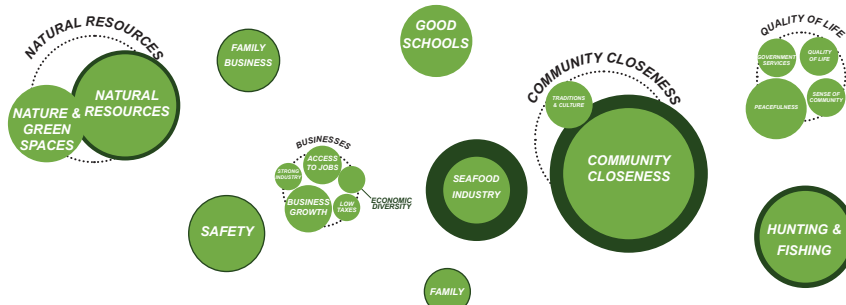 NATURAL RESOURCES
NATURE &
GREEN
SPACES
NATURAL
RESOURCES
FAMILY
BUSINESS
GOOD
SCHOOLS
COMMUNITY CLOSENESS
TRADITIONS
& CULTURE
COMMUNITY
CLOSENESS
QUALITY OF LIFE
GOVERNMENT
SERVICES
QUALITY
OF LIFE
PEACEFULNESS
SENSE OF
COMMUNITY
BUSINESSES
STRONG
INDUSTRY
ACCESS
TO JOBS
BUSINESS
GROWTH
LOW
TAXES
ECONOMIC
DIVERSITY
SEAFOOD
INDUSTRY
SAFETY
HUNTING &
FISHING
FAMILY